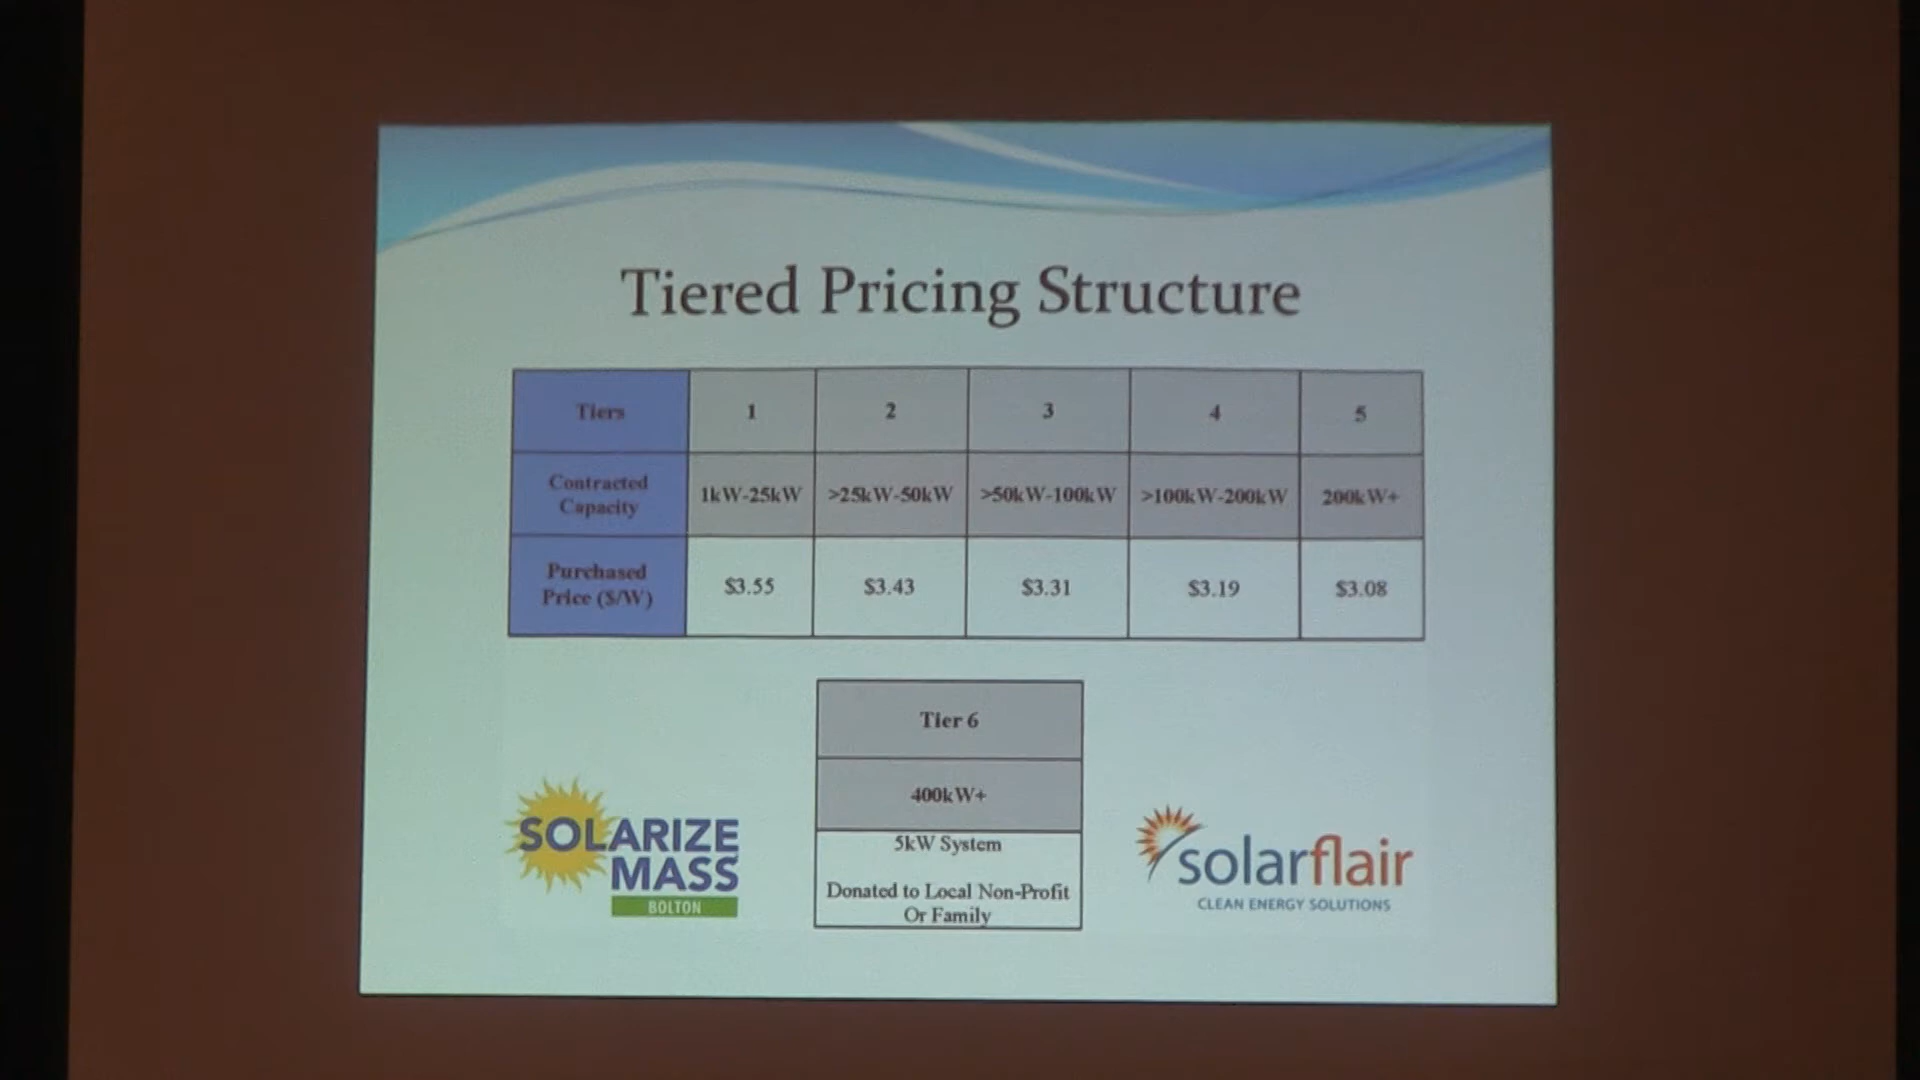 Tiered Pricing Structure
Tiers 1 2 3 4 5
Contracted
Capacity
1kW-25kW >25kW-50kW >50kW-100kW >100kW-200kW 200kW+
Purchased
Price ($/W)
$3.55 $3.43 $3.31 $3.19 $3.08
Tier 6
400kW+
5kW System
Donated to Local Non-Profit
Or Family
SOLARIZE
MASS
BOLTON
solarflair
CLEAN ENERGY SOLUTIONS